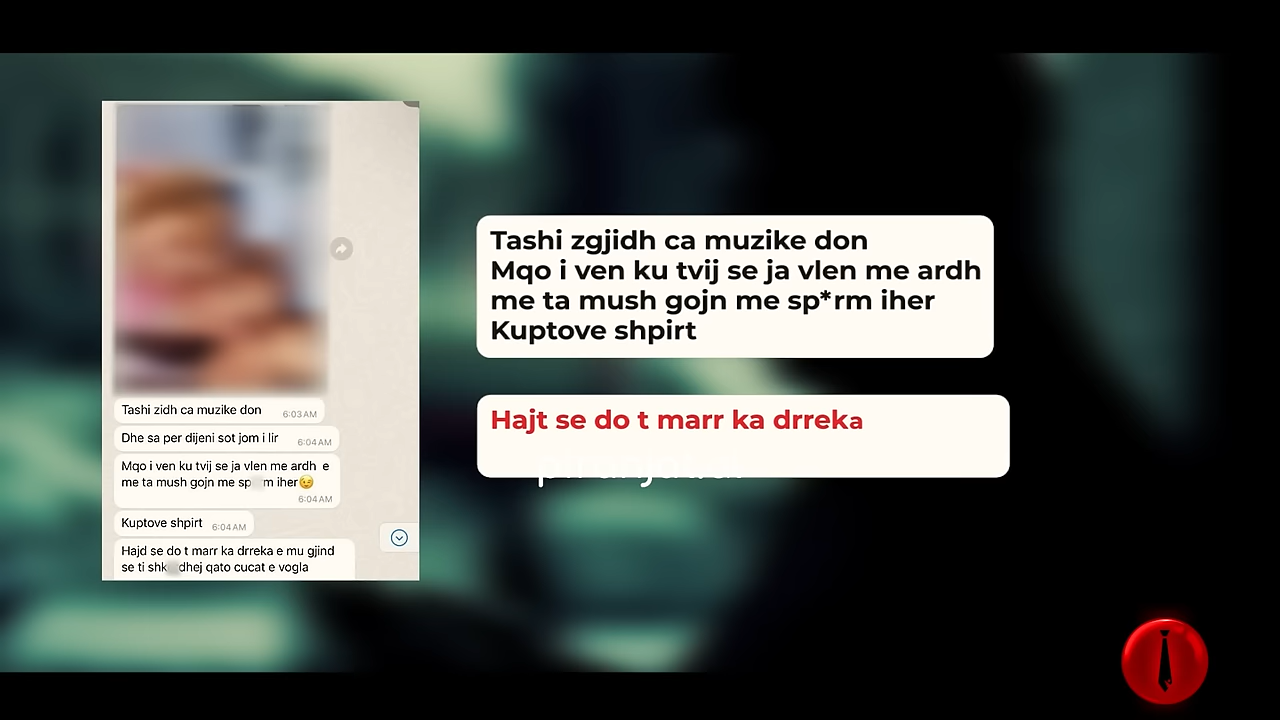 Tashi zidh ca muzike don 6:03 AM
Dhe sa per dijeni sot jom i lir 6:04 AM
Mqo i ven ku tvij se ja vlen me ardh e
me ta mush gojn me sp m iher😉
6:04 AM
Kuptove shpirt 6:04 AM
Hajd se do t marr ka drreka e mu gjind
se ti shk dhej qato cucat e vogla
Tashi zgjidh ca muzike don
Mqo i ven ku tvij se ja vlen me ardh
me ta mush gojn me sp*rm iher
Kuptove shpirt
Hajt se do t marr ka drreka